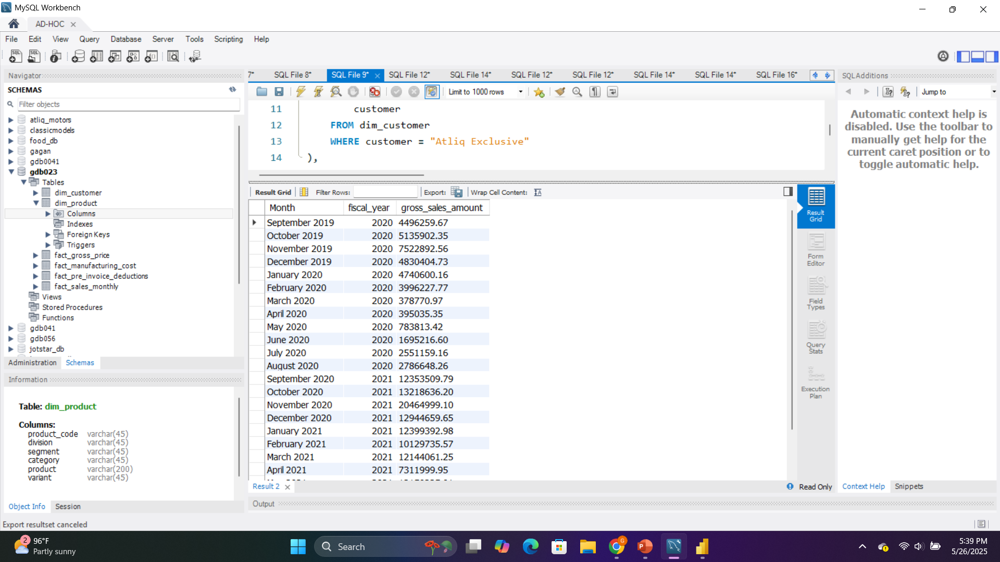 MySQL Workbench
AD-HOC
File Edit View Query Database Server Tools Scripting Help
Navigator
SCHEMAS
Filter objects
atliq_motors
classicmodels
food_db
gagan
gdb0041
gdb023
Tables
dim_customer
dim_product
Columns
Indexes
Foreign Keys
Triggers
fact_gross_price
fact_manufacturing_cost
fact_pre_invoice_deductions
fact_sales_monthly
Views
Stored Procedures
Functions
gdb041
gdb056
jotstar_db
Administration Schemas
Information
Table: dim_product
Columns:
product_code varchar(45)
division varchar(45)
segment varchar(45)
category varchar(45)
product varchar(200)
variant varchar(45)
Object Info Session
Export resultset canceled
7* SQL File 8* SQL File 9* SQL File 12* SQL File 14* SQL File 12* SQL File 12* SQL File 14* SQL File 14* SQL File 16*
Limit to 1000 rows
11 customer
12 FROM dim_customer
13 WHERE customer = "Atliq Exclusive"
14 ),
Result Grid Filter Rows: Export: Wrap Cell Content:
Month fiscal_year gross_sales_amount
September 2019 2020 4496259.67
October 2019 2020 5135902.35
November 2019 2020 7522892.56
December 2019 2020 4830404.73
January 2020 2020 4740600.16
February 2020 2020 3996227.77
March 2020 2020 378770.97
April 2020 2020 395035.35
May 2020 2020 783813.42
June 2020 2020 1695216.60
July 2020 2020 2551159.16
August 2020 2020 2786648.26
September 2020 2021 12353509.79
October 2020 2021 13218636.20
November 2020 2021 20464999.10
December 2020 2021 12944659.65
January 2021 2021 12399392.98
February 2021 2021 10129735.57
March 2021 2021 12144061.25
April 2021 2021 7311999.95
Result 2
Read Only
Output
Result
Grid
Form
Editor
Field
Types
Query
Stats
Execution
Plan
SQLAdditions
Jump to
Automatic context help is
disabled. Use the toolbar to
manually get help for the
current caret position or to
toggle automatic help.
Context Help Snippets
2
96°F
Partly sunny
Search
5:39 PM
5/26/2025